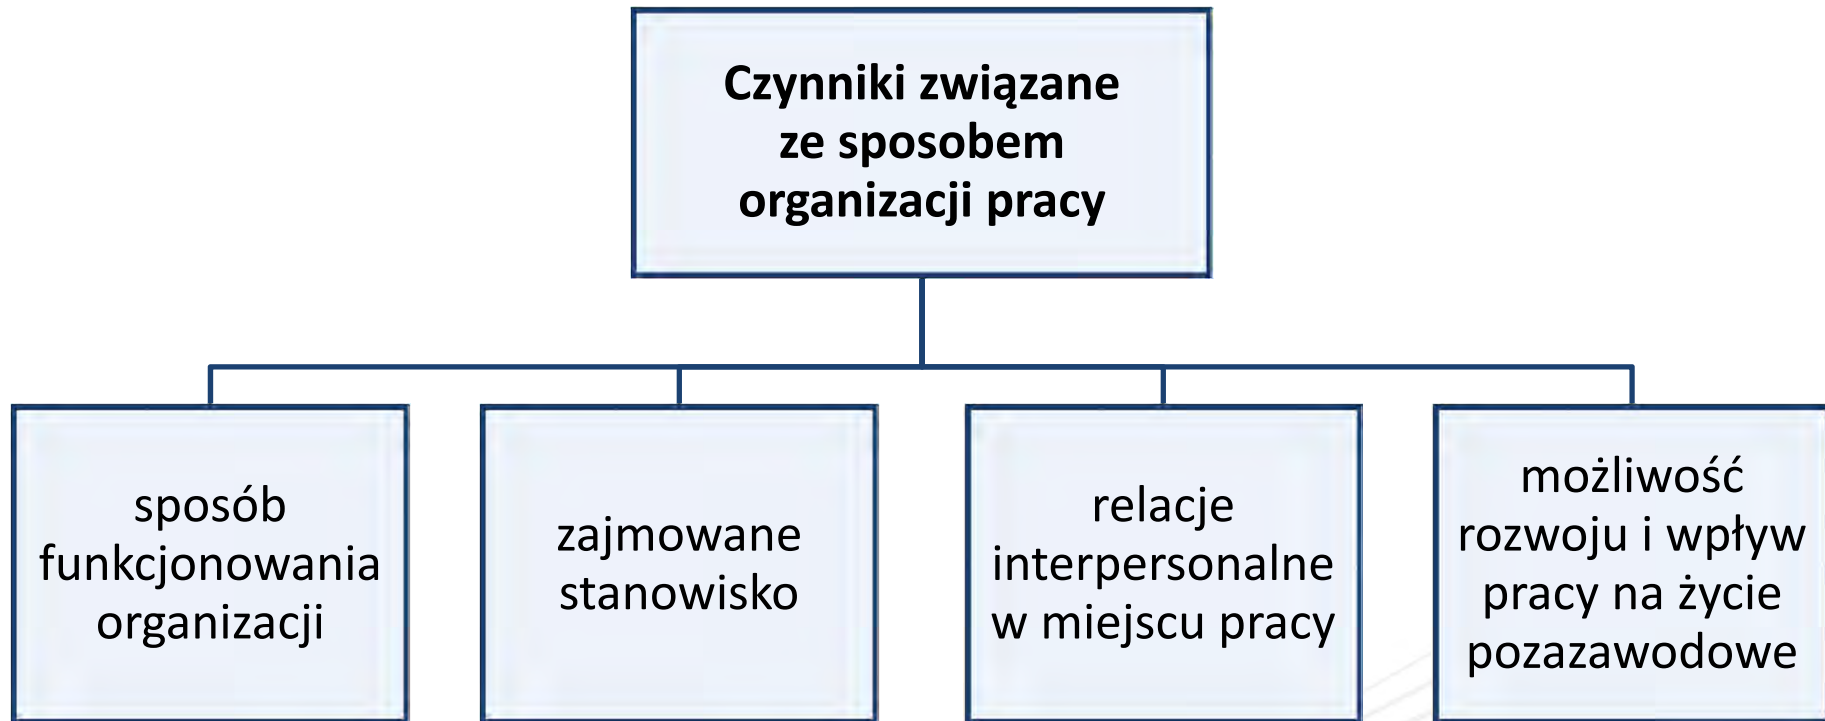 Czynniki związane
ze sposobem
organizacji pracy
sposób
funkcjonowania
organizacji
zajmowane
stanowisko
relacje
interpersonalne
w miejscu pracy
możliwość
rozwoju i wpływ
pracy na życie
pozazawodowe